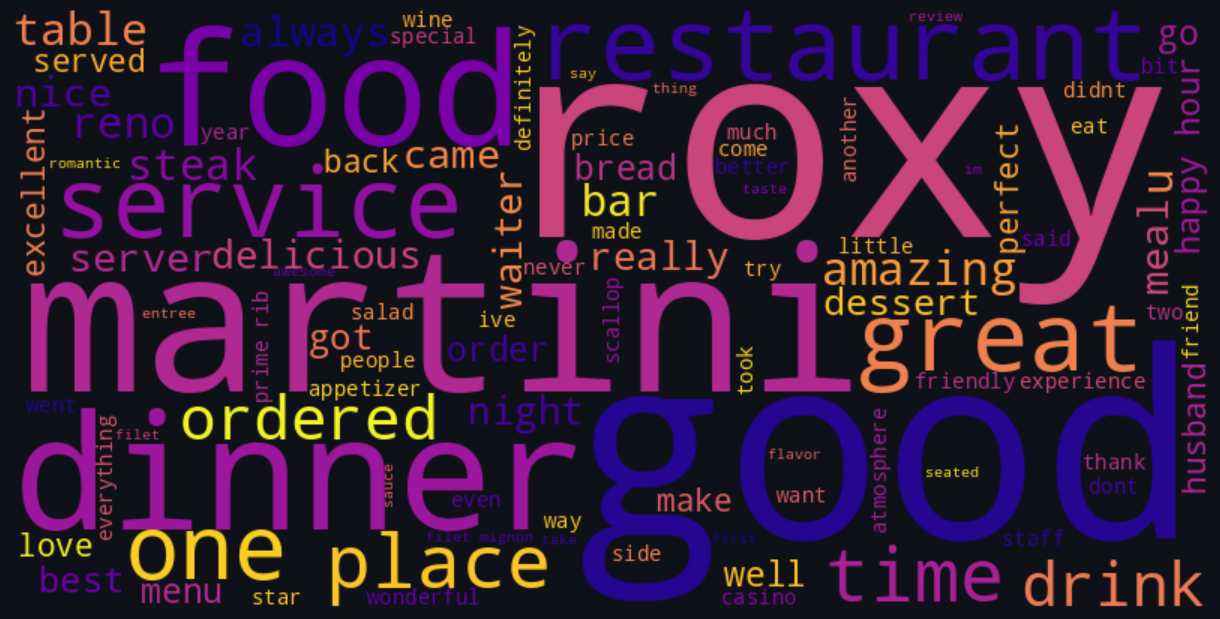 table
served
nice
reno
year
food
always
wine
special
definitely
restaurant
review
go
bit
hour
say
thing
roxy
another
didnt
eat
price
much
come
better
taste
bread
bar
made
im
perfect
said
excellent
romantic
steak
back
came
service
waiter
server
delicious
awesome
never
really
try
little
amazing
dessert
mealu
happy
two
friend
martini
entree
prime rib
salad
got
people
appetizer
ive
order
scallop
took
great
friendly
experience
husband
went
ordered
night
dinner
everything
filet
sauce
even
good
flavor
want
make
atmosphere
seated
thank
dont
staff
first
love
best
menu
one
star
place
wonderful
filet mignon
take
way
side
well
casino
time
drink